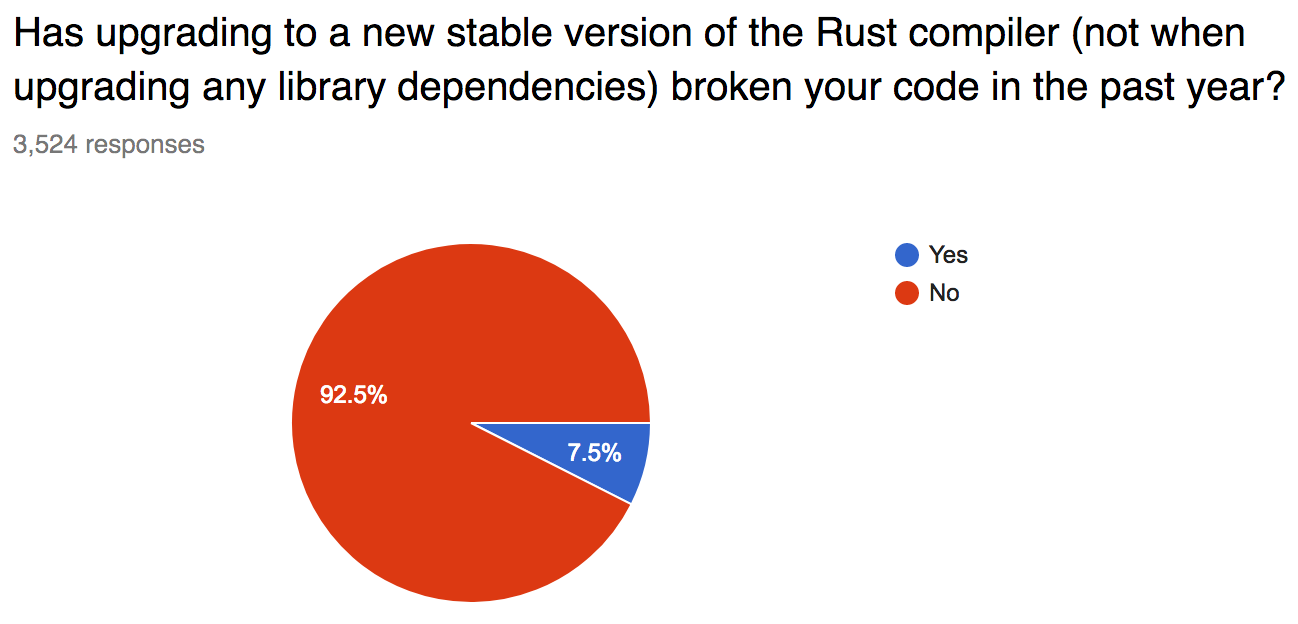 Has upgrading to a new stable version of the Rust compiler (not when
upgrading any library dependencies) broken your code in the past year?
3,524 responses
Yes
No
92.5%
7.5%